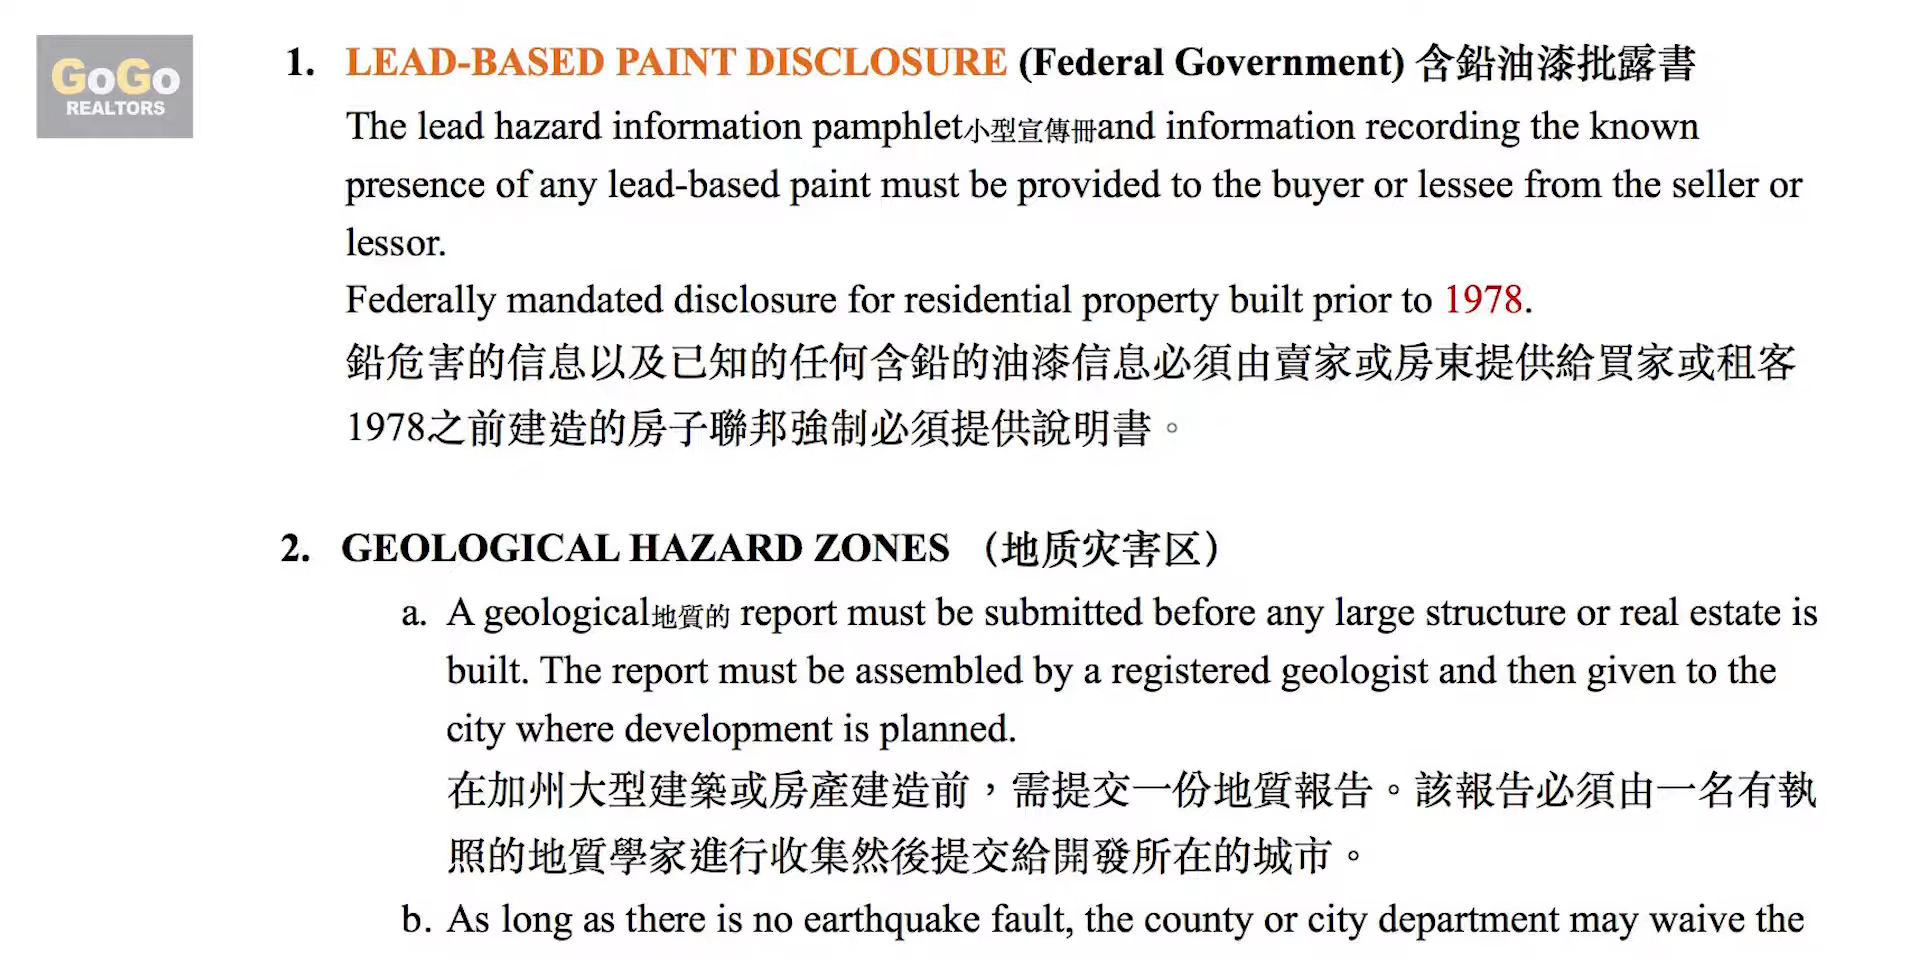 GoGo
REALTORS
1. LEAD-BASED PAINT DISCLOSURE (Federal Government) 含鉛油漆批露書
The lead hazard information pamphlet小型宣傳冊and information recording the known
presence of any lead-based paint must be provided to the buyer or lessee from the seller or
lessor.
Federally mandated disclosure for residential property built prior to 1978.
鉛危害的信息以及已知的任何含鉛的油漆信息必須由賣家或房東提供給買家或租客
1978之前建造的房子聯邦強制必須提供說明書。
2. GEOLOGICAL HAZARD ZONES （地质灾害区）
a. A geological地質的 report must be submitted before any large structure or real estate is
built. The report must be assembled by a registered geologist and then given to the
city where development is planned.
在加州大型建築或房產建造前，需提交一份地質報告。該報告必須由一名有執
照的地質學家進行收集然後提交給開發所在的城市。
b. As long as there is no earthquake fault, the county or city department may waive the